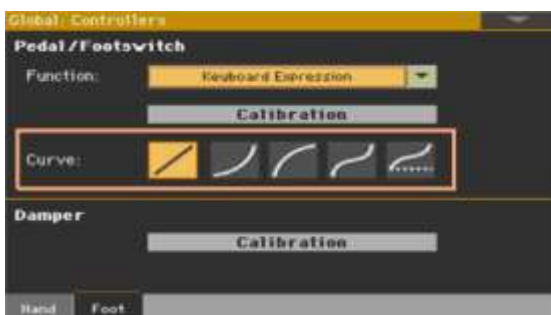 Global: Controllers
Pedal/Footswitch
Function: Keyboard Expression
Calibration
Curve:
Damper
Calibration
Hand Foot